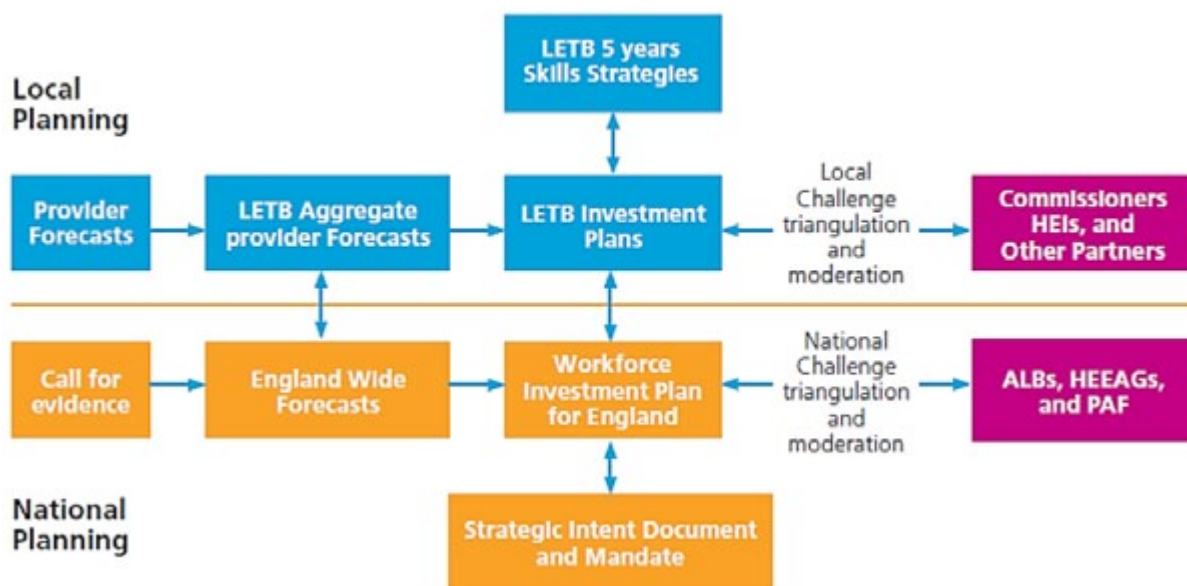 LETB 5 years
Skills Strategies
Local
Planning
Provider
Forecasts
LETB Aggregate
provider Forecasts
LETB Investment
Plans
Local
Challenge
triangulation
and
moderation
Commissioners
HEIs, and
Other Partners
Call for
evidence
England Wide
Forecasts
Workforce
Investment Plan
for England
National
Challenge
triangulation
and
moderation
ALBs, HEEAGs,
and PAF
National
Planning
Strategic Intent Document
and Mandate